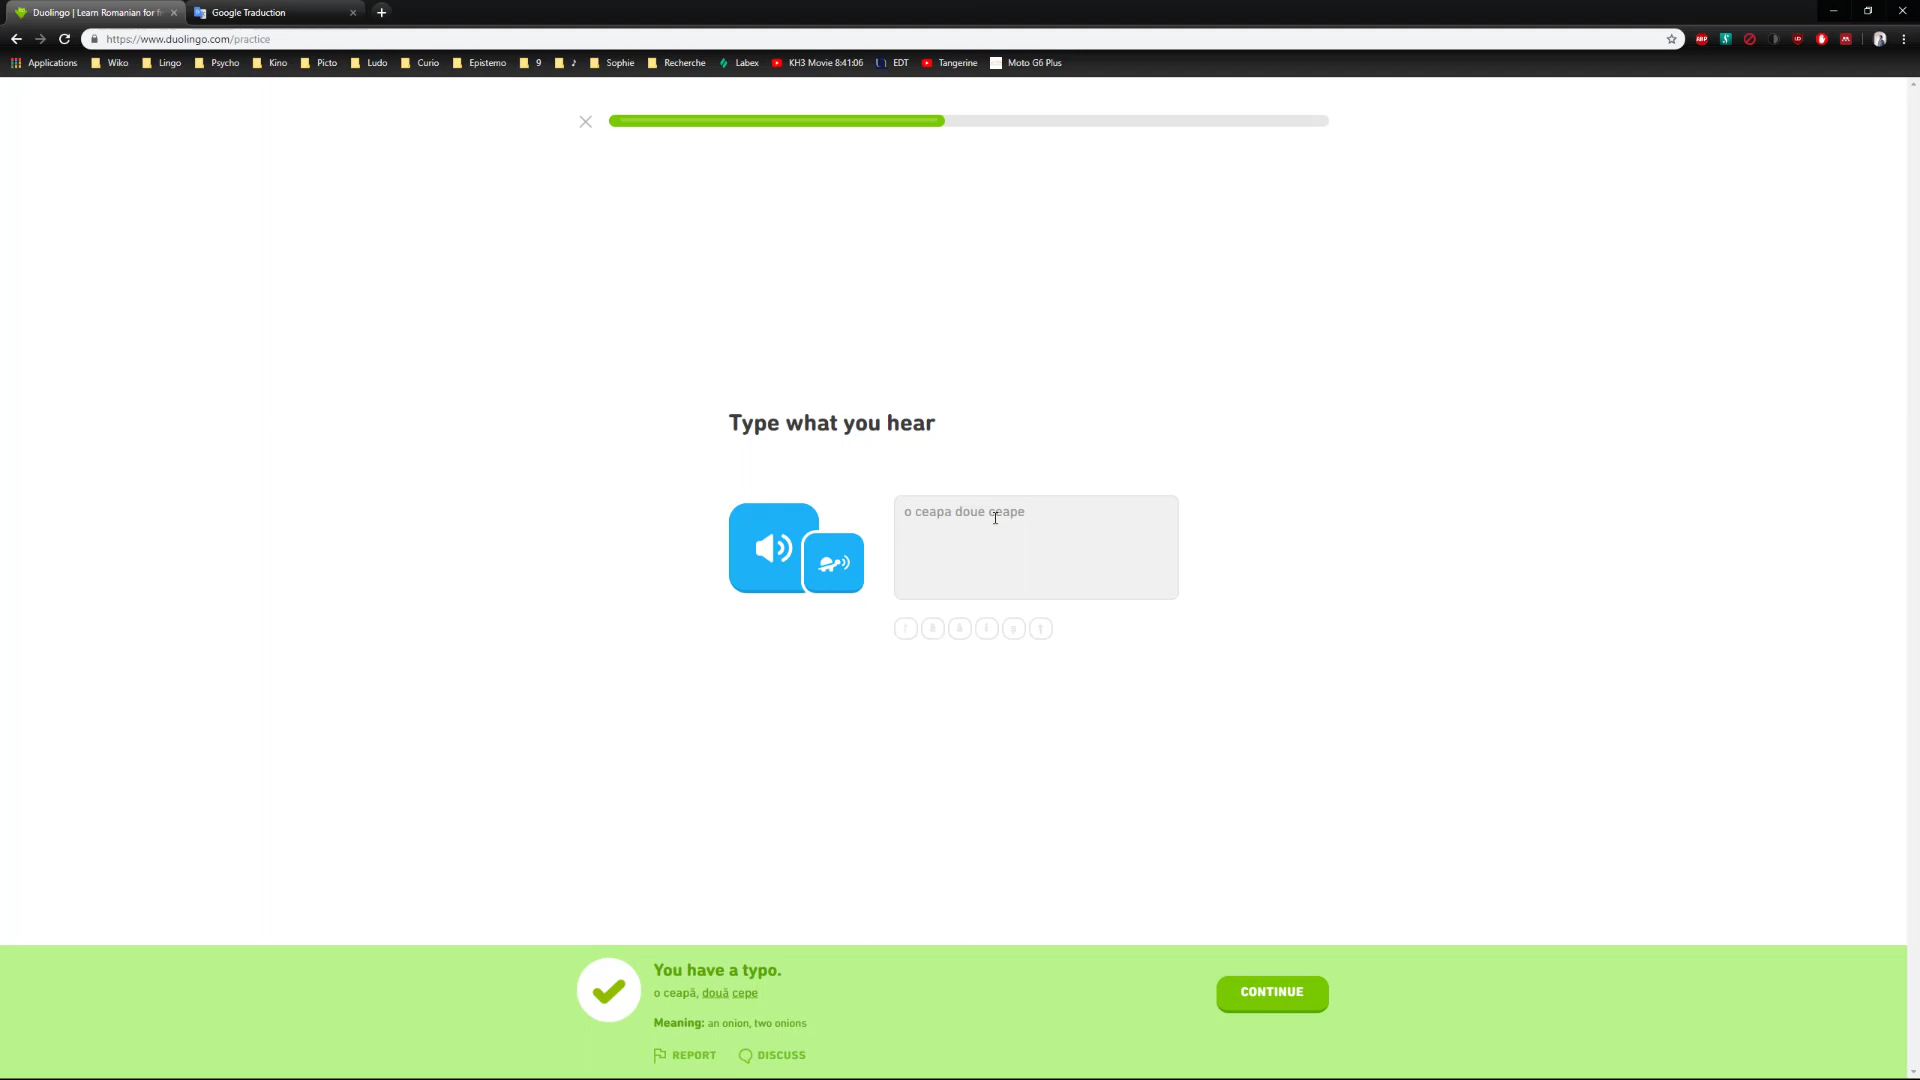 Duolingo | Learn Romanian for f
Google Traduction
https://www.duolingo.com/practice
Applications Wiko Lingo Psycho Kino Picto Ludo Curio Epistemo 9 ♪ Sophie Recherche Labex KH3 Movie 8:41:06 EDT Tangerine Moto G6 Plus
Type what you hear
o ceapa doue ceape
You have a typo.
o ceapă, două cepe
CONTINUE
Meaning: an onion, two onions
REPORT DISCUSS